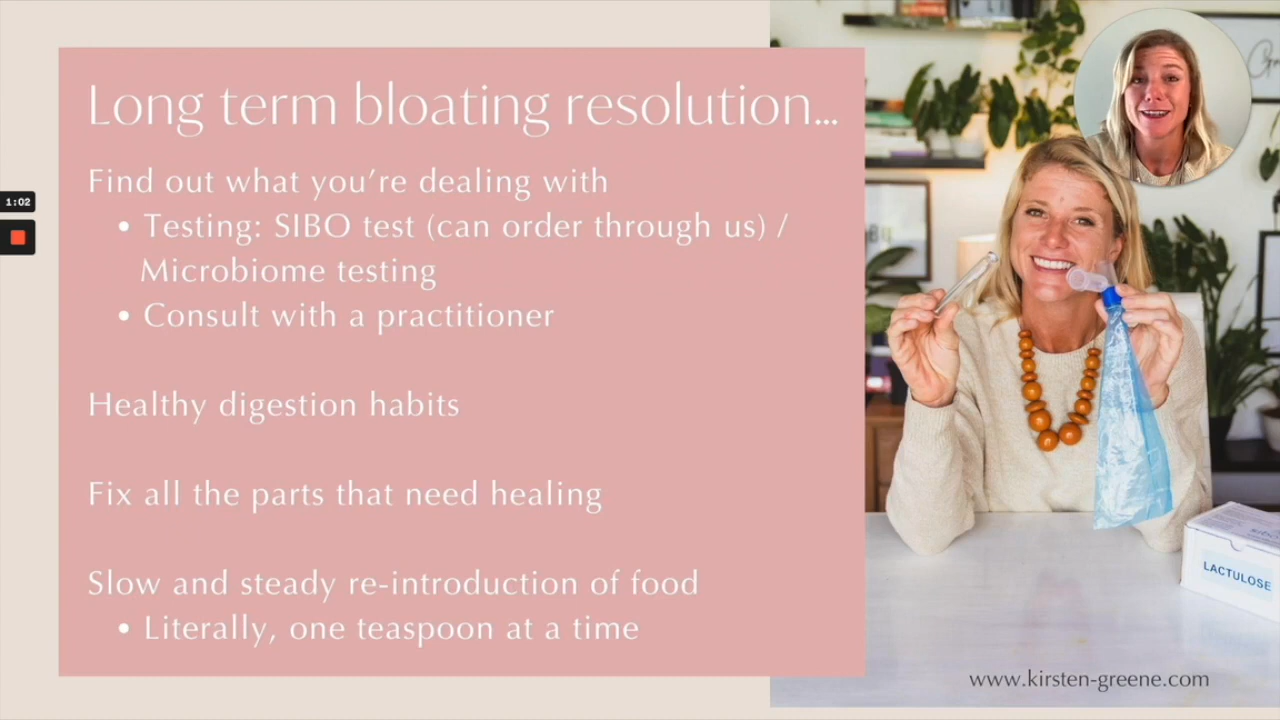 Long term bloating resolution...
Find out what you're dealing with
• Testing: SIBO test (can order through us) /
Microbiome testing
• Consult with a practitioner
Healthy digestion habits
Fix all the parts that need healing
Slow and steady re-introduction of food
• Literally, one teaspoon at a time
1:02
LACTULOSE
www.kirsten-greene.com